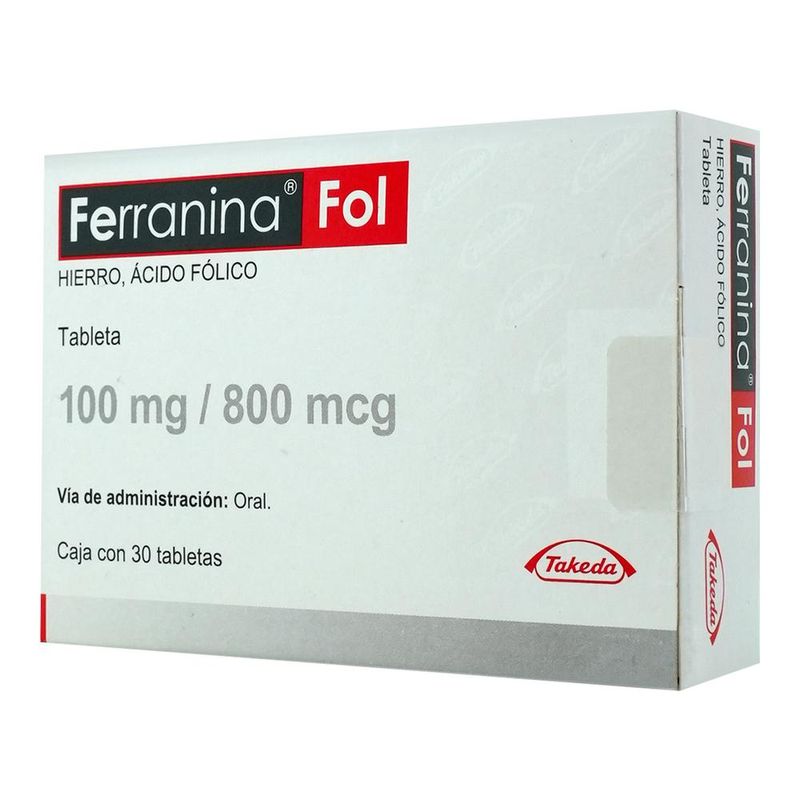 Ferranina® Fol
HIERRO, ÁCIDO FÓLICO
Tableta
100 mg / 800 mcg
Vía de administración: Oral.
Caja con 30 tabletas
Takeda
Ferranina® Fol
HIERRO, ÁCIDO FÓLICO
Tableta
Takeda